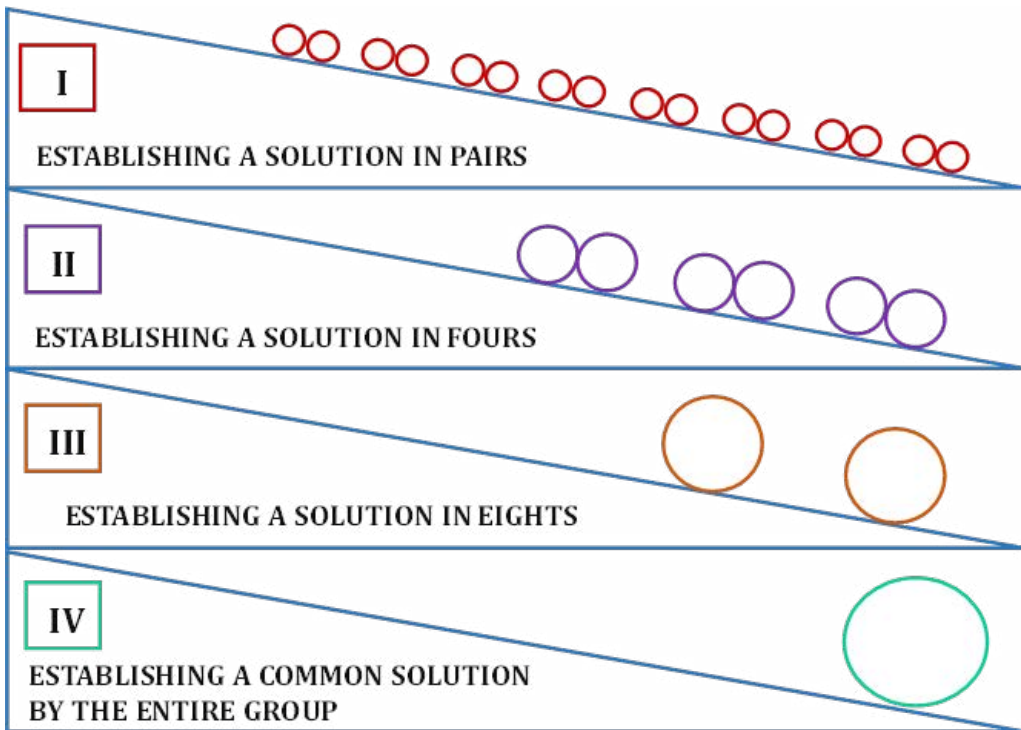 I
ESTABLISHING A SOLUTION IN PAIRS
II
ESTABLISHING A SOLUTION IN FOURS
III
ESTABLISHING A SOLUTION IN EIGHTS
IV
ESTABLISHING A COMMON SOLUTION
BY THE ENTIRE GROUP